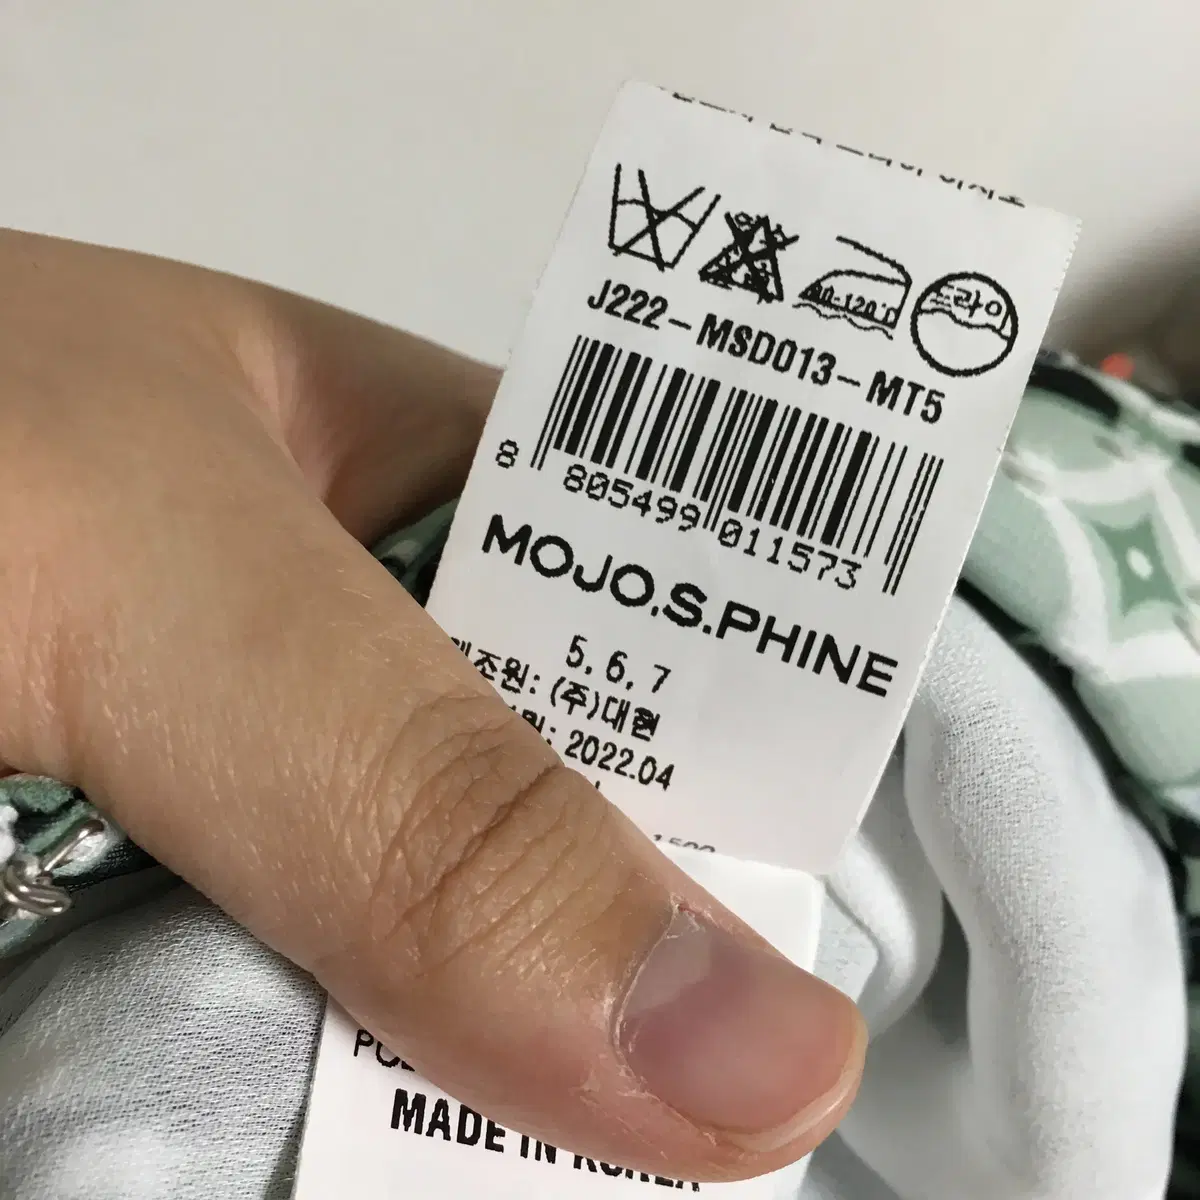 80-120℃
드라이
J222-MSD013-MT5
8 805499 011573
MOJO.S.PHINE
5, 6, 7
제조원: (주)대현
2022.04
MADE IN KOREA